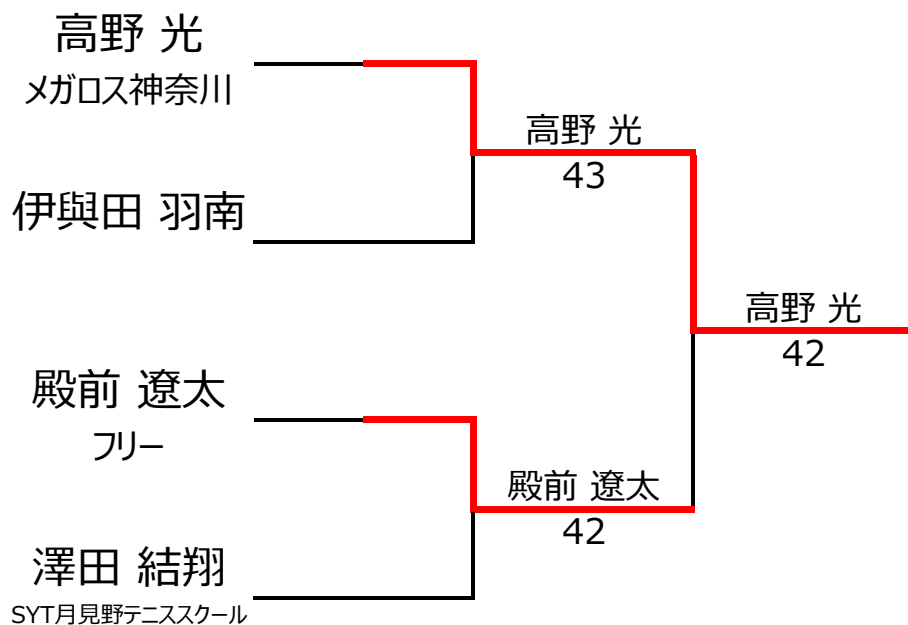 高野 光
メガロス神奈川
伊與田 羽南
殿前 遼太
フリー
澤田 結翔
SYT月見野テニススクール
高野 光
43
殿前 遼太
42
高野 光
42